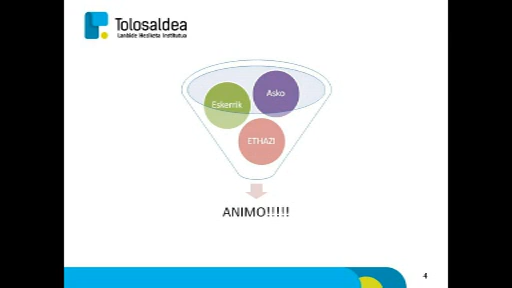 Tolosaldea
Lanbide Heziketa Institutua
Asko
Eskerrik
ETHAZI
ANIMO!!!!!
4